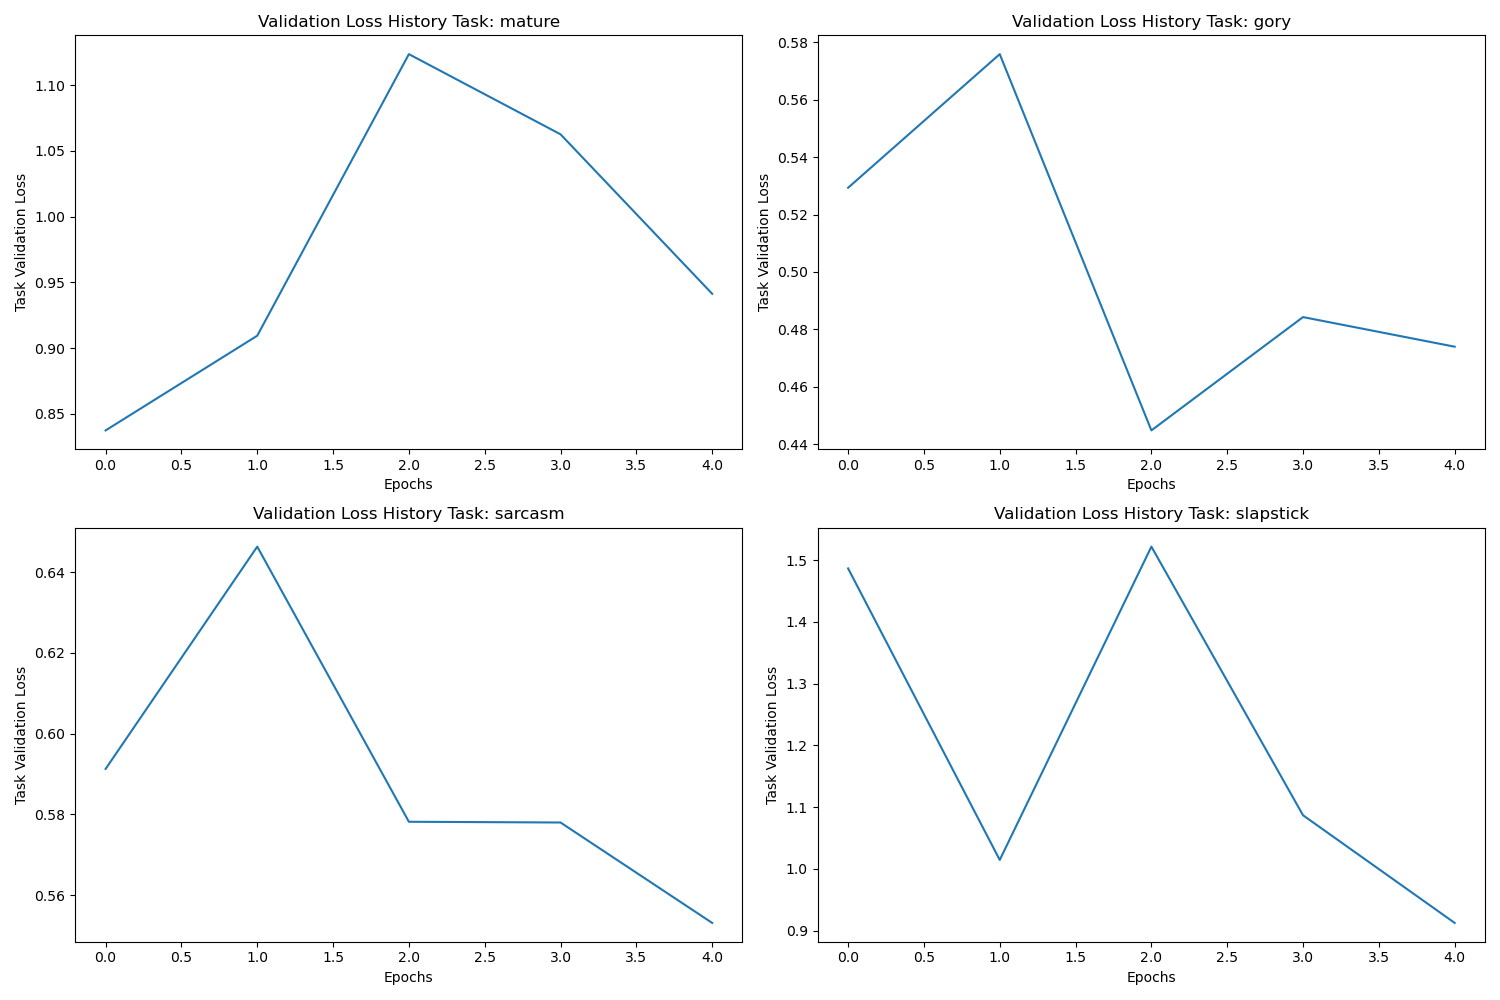 Validation Loss History Task: mature
Task Validation Loss
1.10
1.05
1.00
0.95
0.90
0.85
0.0 0.5 1.0 1.5 2.0 2.5 3.0 3.5 4.0
Epochs
Validation Loss History Task: gory
Task Validation Loss
0.58
0.56
0.54
0.52
0.50
0.48
0.46
0.44
0.0 0.5 1.0 1.5 2.0 2.5 3.0 3.5 4.0
Epochs
Validation Loss History Task: sarcasm
Task Validation Loss
0.64
0.62
0.60
0.58
0.56
0.0 0.5 1.0 1.5 2.0 2.5 3.0 3.5 4.0
Epochs
Validation Loss History Task: slapstick
Task Validation Loss
1.5
1.4
1.3
1.2
1.1
1.0
0.9
0.0 0.5 1.0 1.5 2.0 2.5 3.0 3.5 4.0
Epochs